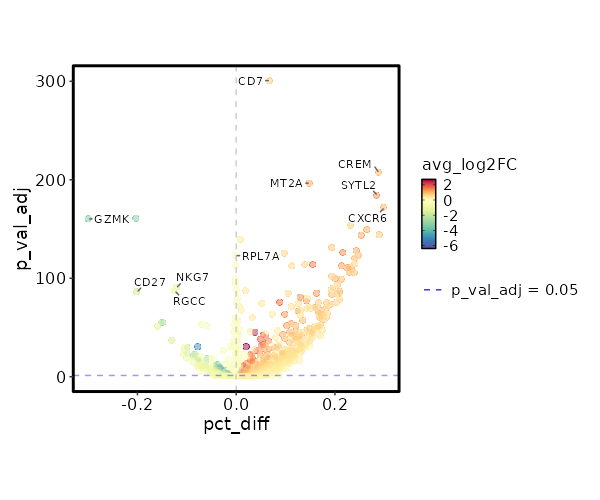 300
200
100
0
p_val_adj
-0.2
0.0
0.2
pct_diff
CD7
CREM
MT2A
SYTL2
CXCR6
GZMK
RPL7A
NKG7
CD27
RGCC
avg_log2FC
2
0
-2
-4
-6
p_val_adj = 0.05